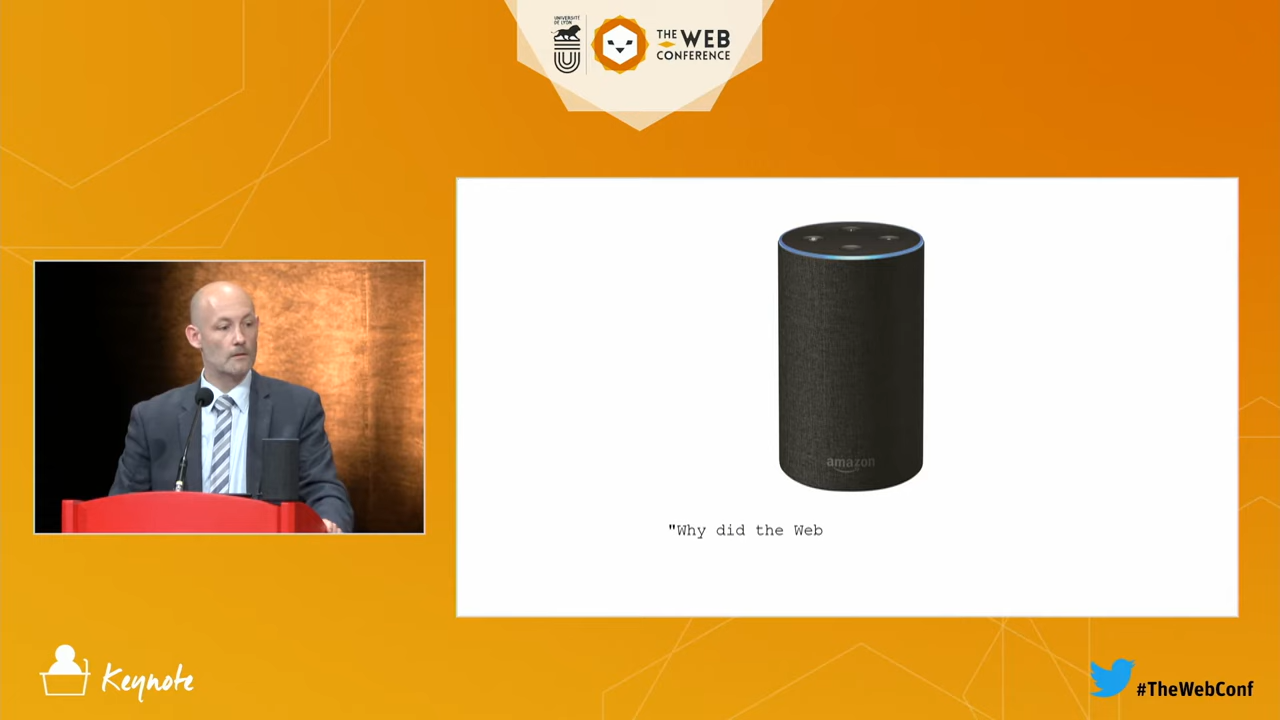 UNIVERSITÉ
DE LYON
THE WEB
CONFERENCE
amazon
"Why did the Web
Keynote
#TheWebConf